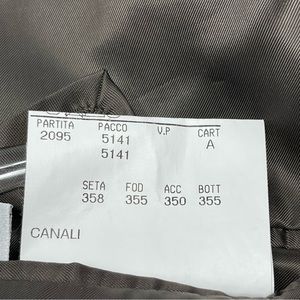 PARTITA PACCO V.P CART
2095 5141 A
5141
SETA FOD ACC BOTT
358 355 350 355
CANALI